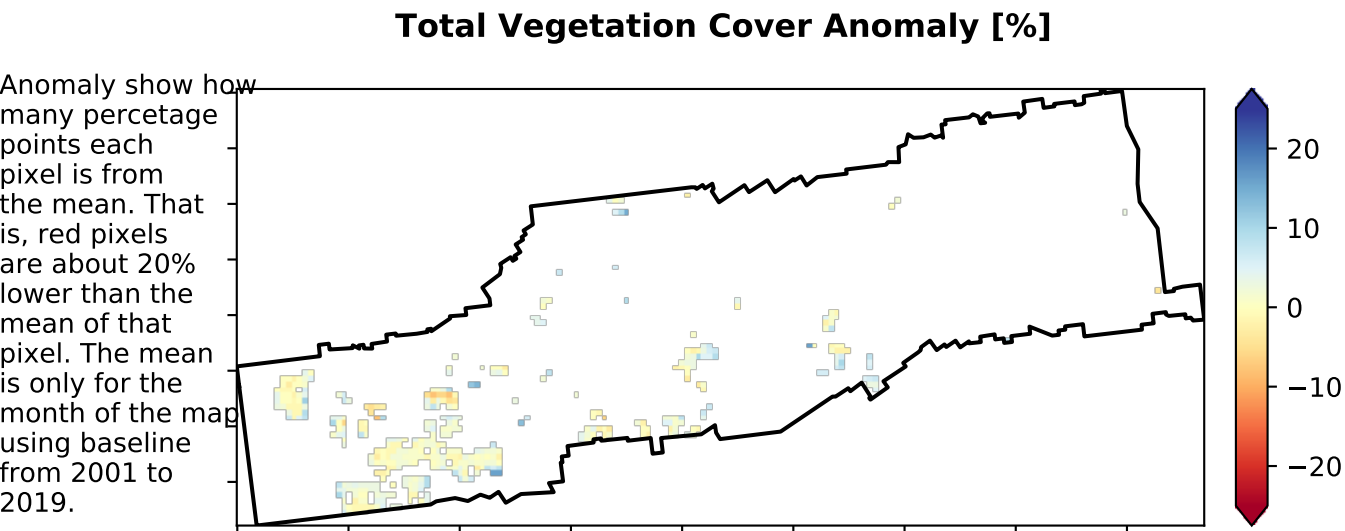 Total Vegetation Cover Anomaly [%]
Anomaly show how
many percetage
points each
pixel is from
the mean. That
is, red pixels
are about 20%
lower than the
mean of that
pixel. The mean
is only for the
month of the map
using baseline
from 2001 to
2019.
20
10
0
−10
−20